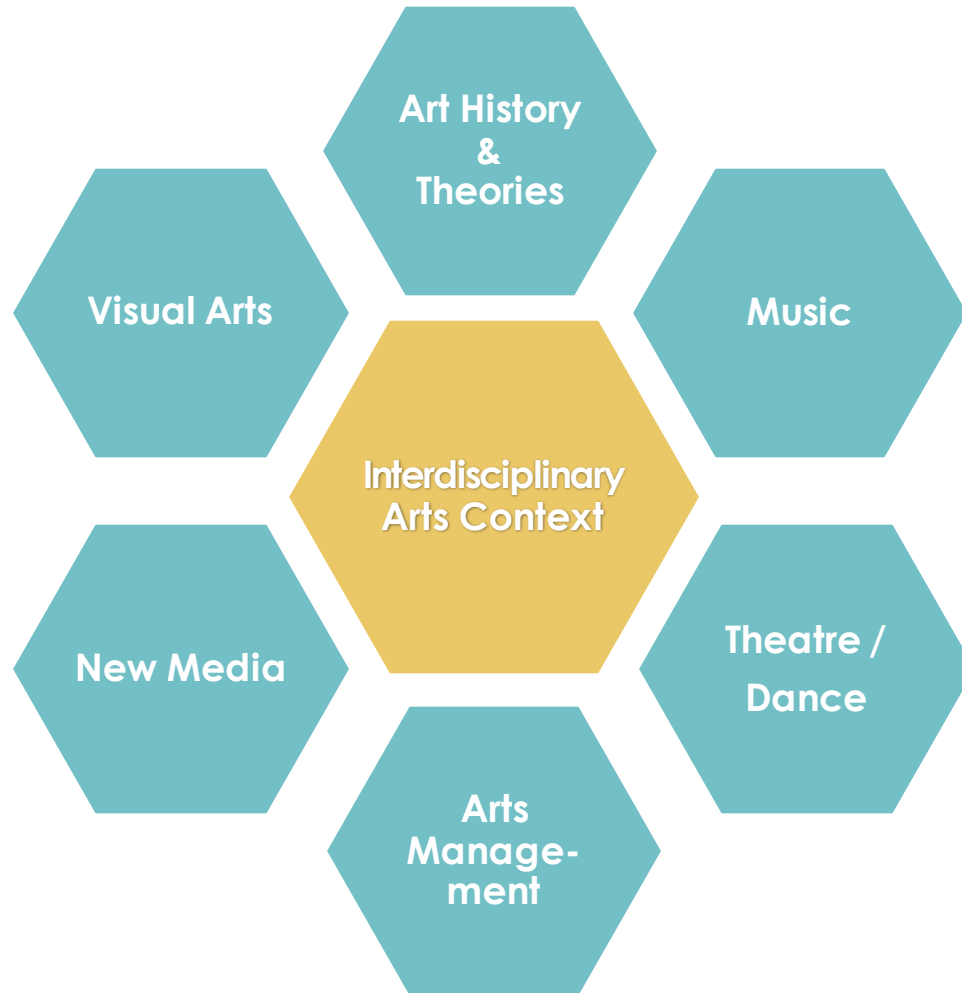 Art History
&
Theories
Visual Arts
Music
Interdisciplinary
Arts Context
New Media
Theatre /
Dance
Arts
Manage-
ment